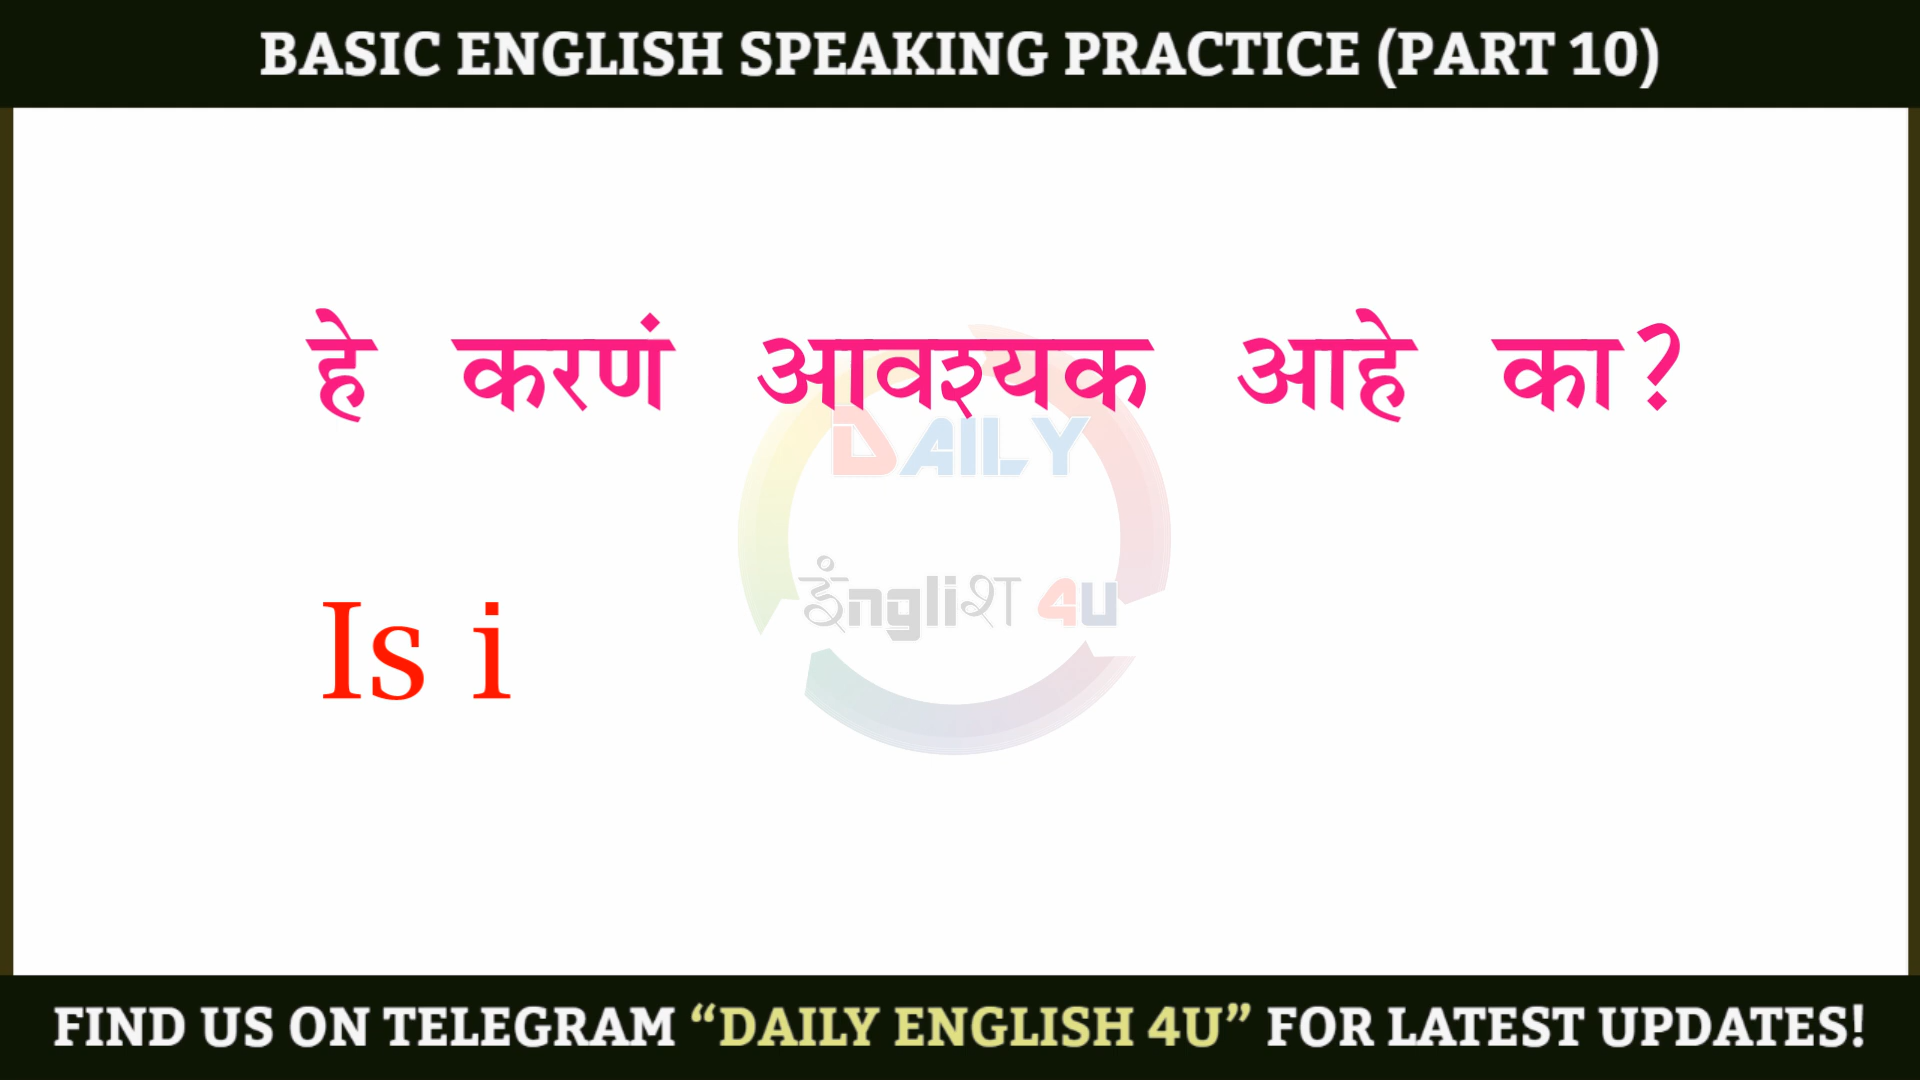 BASIC ENGLISH SPEAKING PRACTICE (PART 10)
हे करणं आवश्यक आहे का?
DAILY
इंngliश 4U
Is i
FIND US ON TELEGRAM “DAILY ENGLISH 4U” FOR LATEST UPDATES!